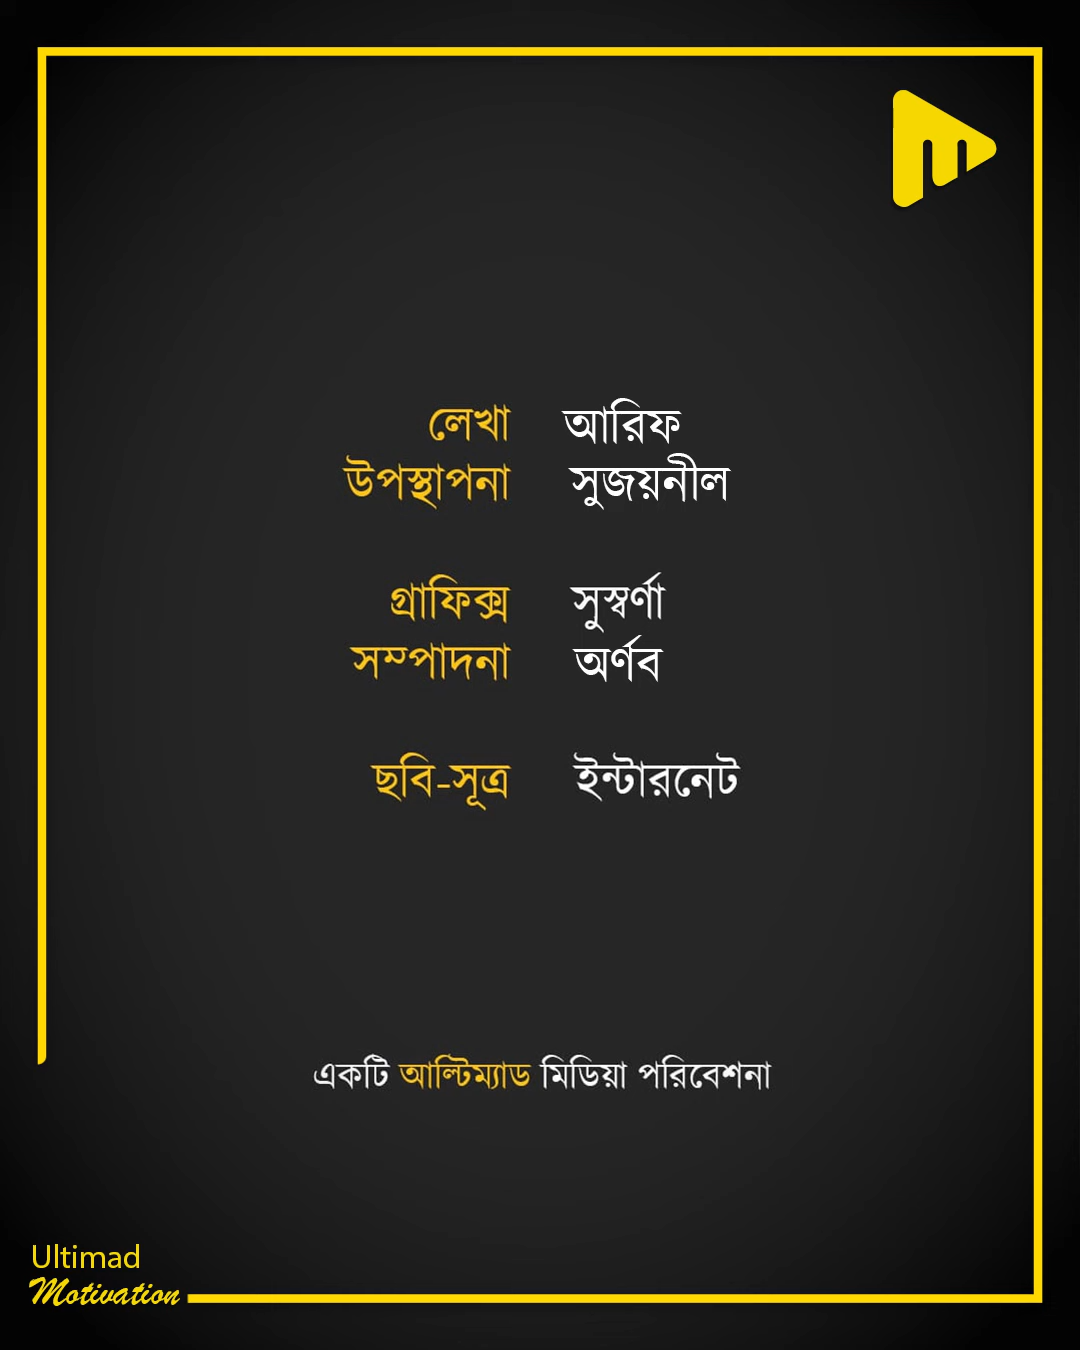 লেখা আরিফ
উপস্থাপনা সুজয়নীল
গ্রাফিক্স সুস্বর্ণা
সম্পাদনা অর্ণব
ছবি-সূত্র ইন্টারনেট
একটি আল্টিম্যাড মিডিয়া পরিবেশনা
Ultimad
Motivation